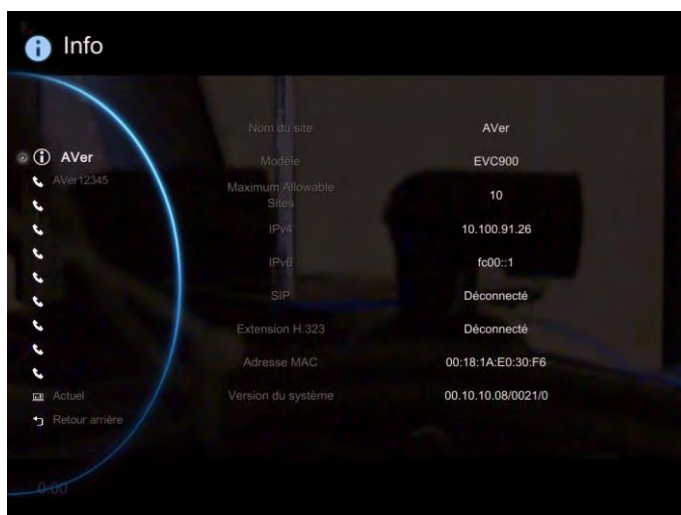 Info
AVer
AVer12345
Actuel
Retour arrière
0:00
Nom du site AVer
Modèle EVC900
Maximum Allowable
Sites 10
IPv4 10.100.91.26
IPv6 fc00::1
SIP Déconnecté
Extension H.323 Déconnecté
Adresse MAC 00:18:1A:E0:30:F6
Version du système 00.10.10.08/0021/0